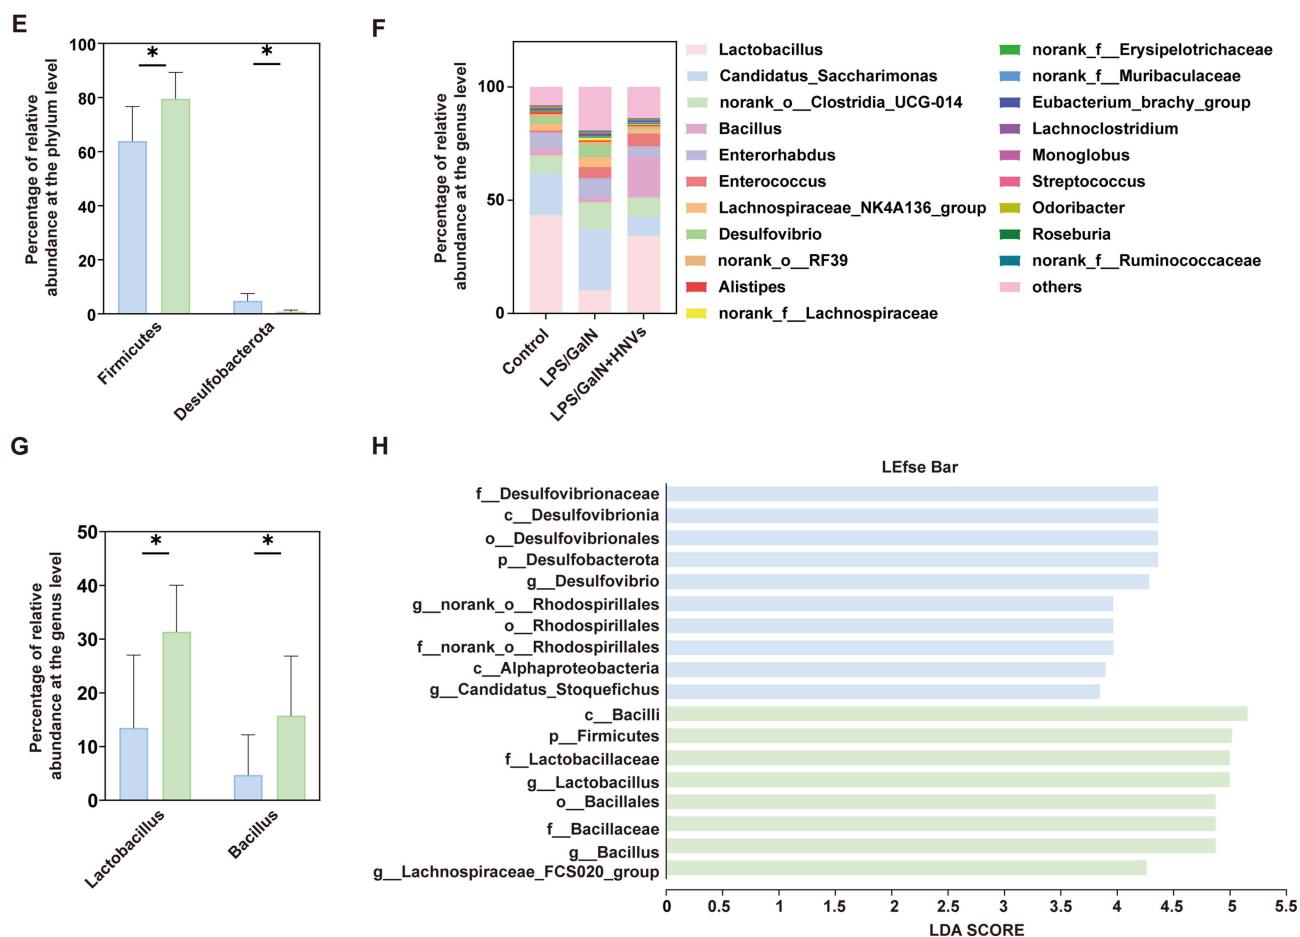 E
Percentage of relative
abundance at the phylum level
100
80
60
40
20
0
*
*
Firmicutes
Desulfobacterota
F
Percentage of relative
abundance at the genus level
100
50
0
Control
LPS/GalN
LPS/GalN+HNVs
Lactobacillus
Candidatus_Saccharimonas
norank_o__Clostridia_UCG-014
Bacillus
Enterorhabdus
Enterococcus
Lachnospiraceae_NK4A136_group
Desulfovibrio
norank_o__RF39
Alistipes
norank_f__Lachnospiraceae
norank_f__Erysipelotrichaceae
norank_f__Muribaculaceae
Eubacterium_brachy_group
Lachnoclostridium
Monoglobus
Streptococcus
Odoribacter
Roseburia
norank_f__Ruminococcaceae
others
G
Percentage of relative
abundance at the genus level
50
40
30
20
10
0
*
*
Lactobacillus
Bacillus
H
LEfse Bar
f__Desulfovibrionaceae
c__Desulfovibrionia
o__Desulfovibrionales
p__Desulfobacterota
g__Desulfovibrio
g__norank_o__Rhodospirillales
o__Rhodospirillales
f__norank_o__Rhodospirillales
c__Alphaproteobacteria
g__Candidatus_Stoquefichus
c__Bacilli
p__Firmicutes
f__Lactobacillaceae
g__Lactobacillus
o__Bacillales
f__Bacillaceae
g__Bacillus
g__Lachnospiraceae_FCS020_group
0 0.5 1 1.5 2 2.5 3 3.5 4 4.5 5 5.5
LDA SCORE